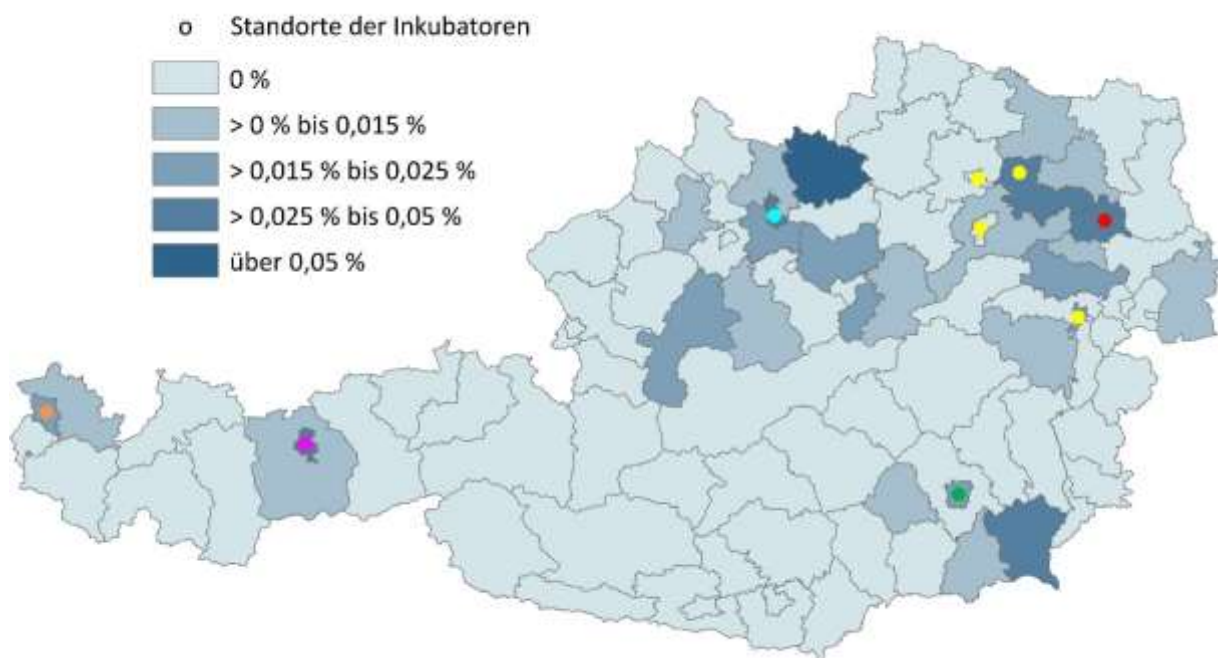 o Standorte der Inkubatoren
0 %
> 0 % bis 0,015 %
> 0,015 % bis 0,025 %
> 0,025 % bis 0,05 %
über 0,05 %